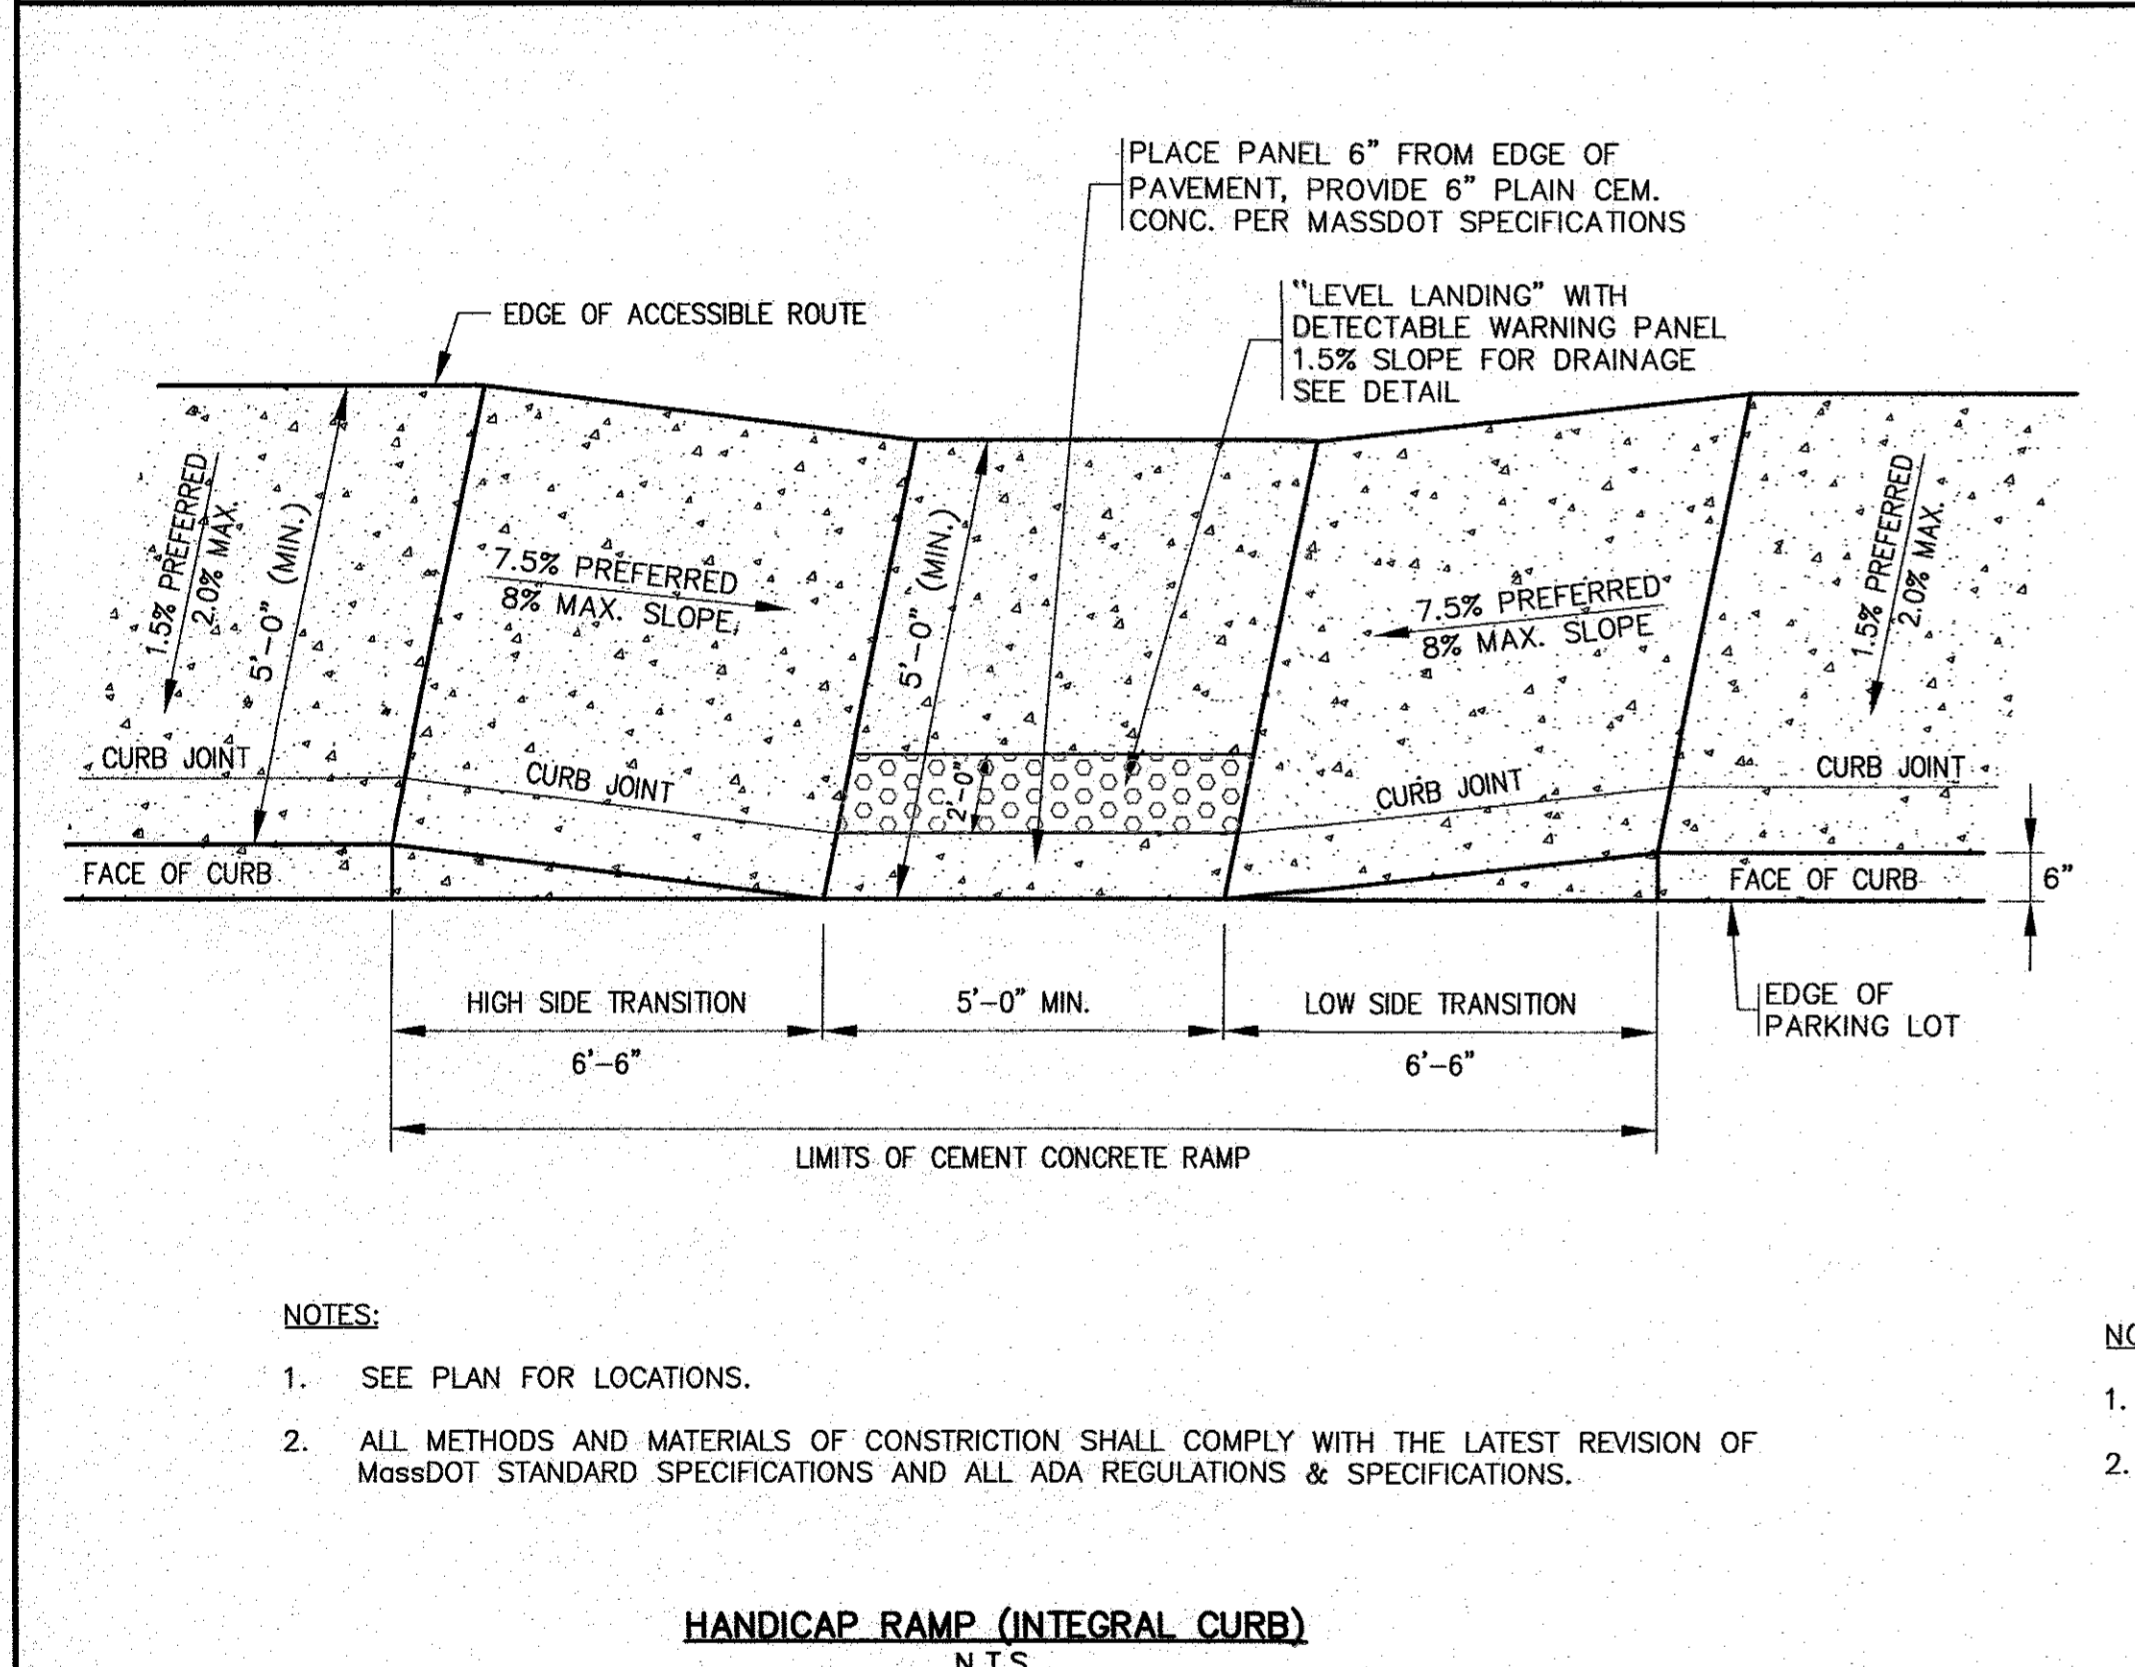 PLACE PANEL 6" FROM EDGE OF
PAVEMENT, PROVIDE 6" PLAIN CEM.
CONC. PER MASSDOT SPECIFICATIONS
"LEVEL LANDING" WITH
DETECTABLE WARNING PANEL
1.5% SLOPE FOR DRAINAGE
SEE DETAIL
EDGE OF ACCESSIBLE ROUTE
1.5% PREFERRED
2.0% MAX.
5'-0" (MIN.)
7.5% PREFERRED
8% MAX. SLOPE
5'-0" (MIN.)
7.5% PREFERRED
8% MAX. SLOPE
1.5% PREFERRED
2.0% MAX.
CURB JOINT
CURB JOINT
2'-0"
CURB JOINT
CURB JOINT
FACE OF CURB
FACE OF CURB
6"
HIGH SIDE TRANSITION
6'-6"
5'-0" MIN.
LOW SIDE TRANSITION
6'-6"
EDGE OF
PARKING LOT
LIMITS OF CEMENT CONCRETE RAMP
NOTES:
1. SEE PLAN FOR LOCATIONS.
2. ALL METHODS AND MATERIALS OF CONSTRICTION SHALL COMPLY WITH THE LATEST REVISION OF
MassDOT STANDARD SPECIFICATIONS AND ALL ADA REGULATIONS & SPECIFICATIONS.
HANDICAP RAMP (INTEGRAL CURB)
N.T.S.
1.
2.